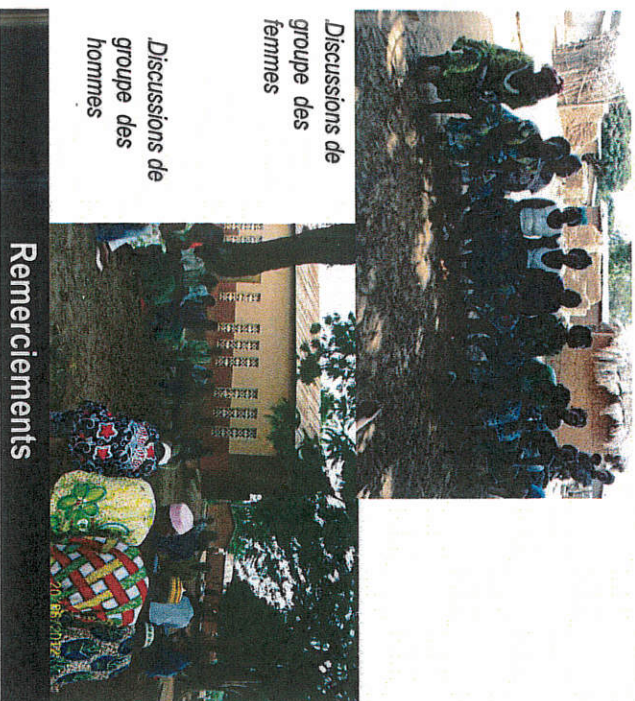 .Discussions de
groupe des
femmes
.Discussions de
groupe des
hommes
Remerciements